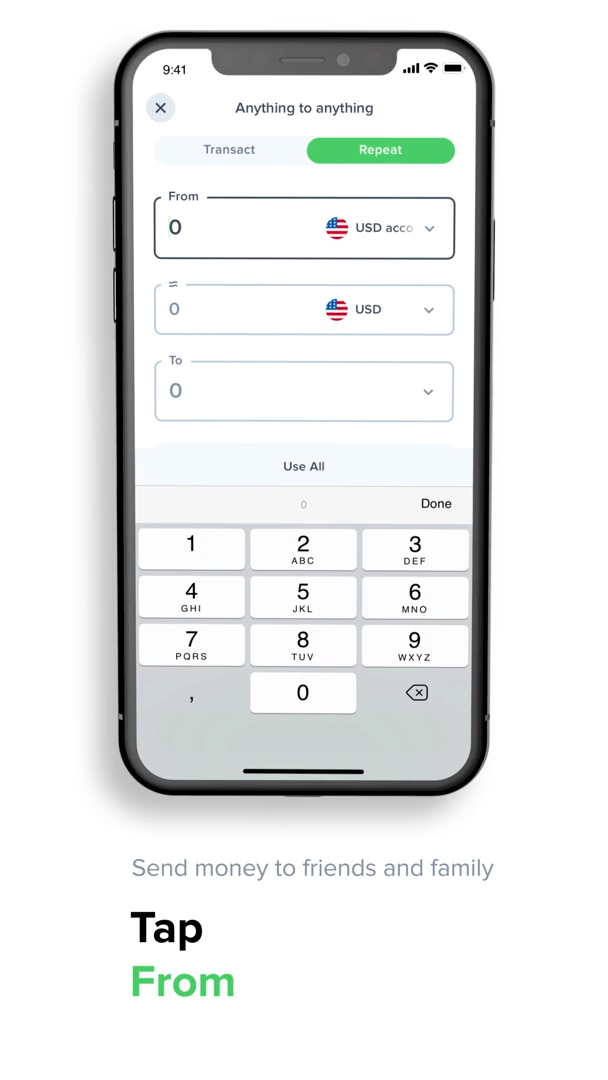 9:41
Anything to anything
Transact
Repeat
From
0
USD acco
≈
0
USD
To
0
Use All
0
Done
1
2
ABC
3
DEF
4
GHI
5
JKL
6
MNO
7
PQRS
8
TUV
9
WXYZ
,
0
Send money to friends and family
Tap
From